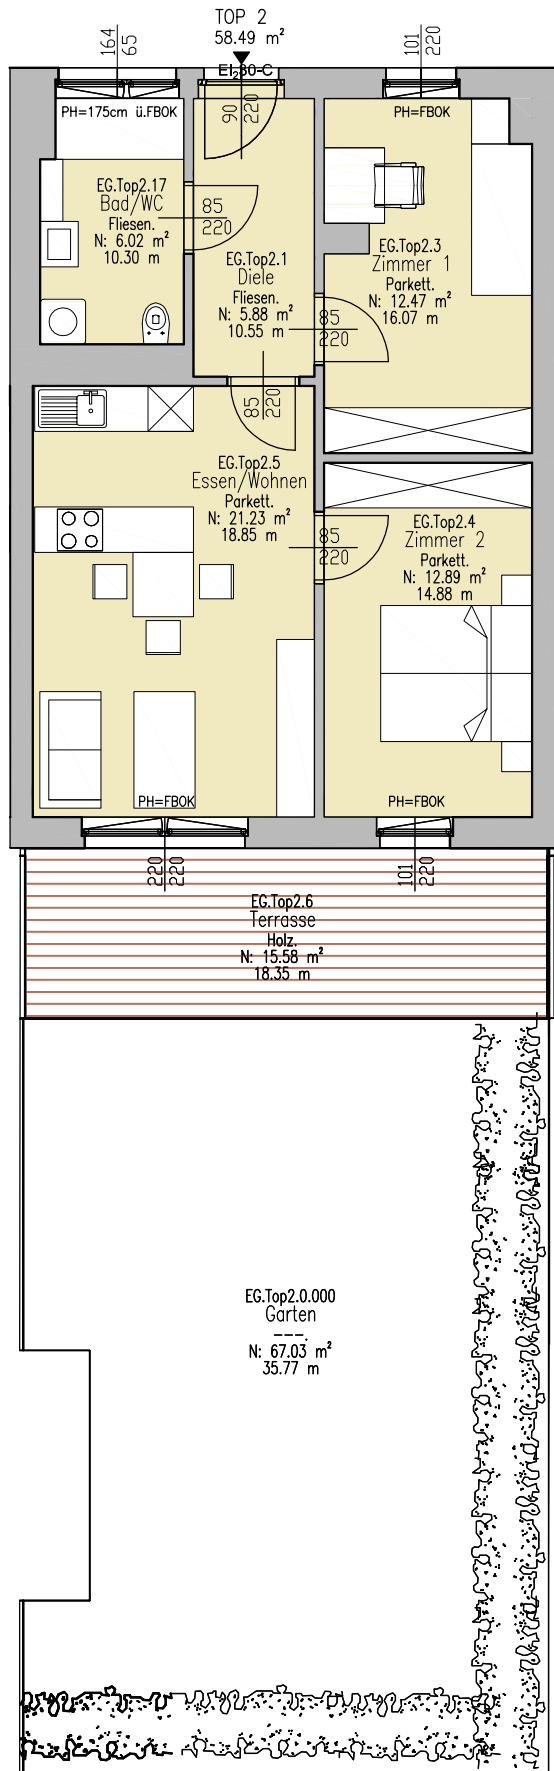 TOP 2
58.49 m²
164
65
101
220
EI₂30-C
PH=175cm ü.FBOK
90
220
PH=FBOK
EG.Top2.17
Bad/WC
Fliesen.
N: 6.02 m²
10.30 m
85
220
EG.Top2.1
Diele
Fliesen.
N: 5.88 m²
10.55 m
EG.Top2.3
Zimmer 1
Parkett.
N: 12.47 m²
16.07 m
85
220
85
220
EG.Top2.5
Essen/Wohnen
Parkett.
N: 21.23 m²
18.85 m
85
220
EG.Top2.4
Zimmer 2
Parkett.
N: 12.89 m²
14.88 m
PH=FBOK
PH=FBOK
220
220
101
220
EG.Top2.6
Terrasse
Holz.
N: 15.58 m²
18.35 m
EG.Top2.0.000
Garten
---.
N: 67.03 m²
35.77 m